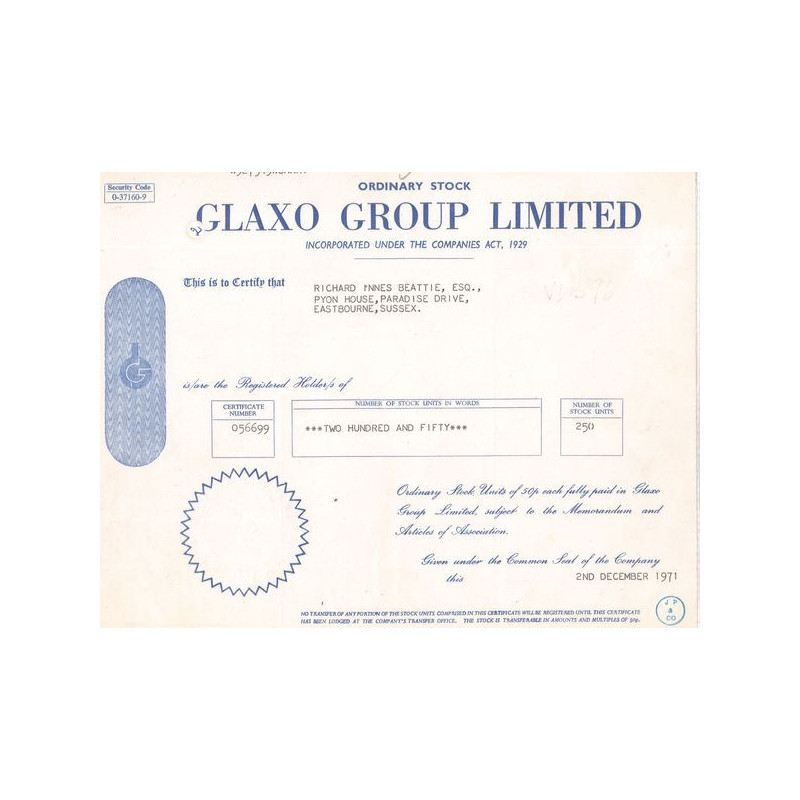 ORDINARY STOCK
Security Code
0-37160-9
GLAXO GROUP LIMITED
INCORPORATED UNDER THE COMPANIES ACT, 1929
This is to Certify that
RICHARD INNES BEATTIE, ESQ.,
PYON HOUSE,PARADISE DRIVE,
EASTBOURNE,SUSSEX.
G
is/are the Registered Holder/s of
CERTIFICATE NUMBER
056699
NUMBER OF STOCK UNITS IN WORDS
***TWO HUNDRED AND FIFTY***
NUMBER OF STOCK UNITS
250
Ordinary Stock Units of 50p each fully paid in Glaxo
Group Limited, subject to the Memorandum and
Articles of Association.
Given under the Common Seal of the Company
this 2ND DECEMBER 1971
NO TRANSFER OF ANY PORTION OF THE STOCK UNITS COMPRISED IN THIS CERTIFICATE WILL BE REGISTERED UNTIL THIS CERTIFICATE
HAS BEEN LODGED AT THE COMPANY'S TRANSFER OFFICE. THE STOCK IS TRANSFERABLE IN AMOUNTS AND MULTIPLES OF 50p.
J P
&
CO